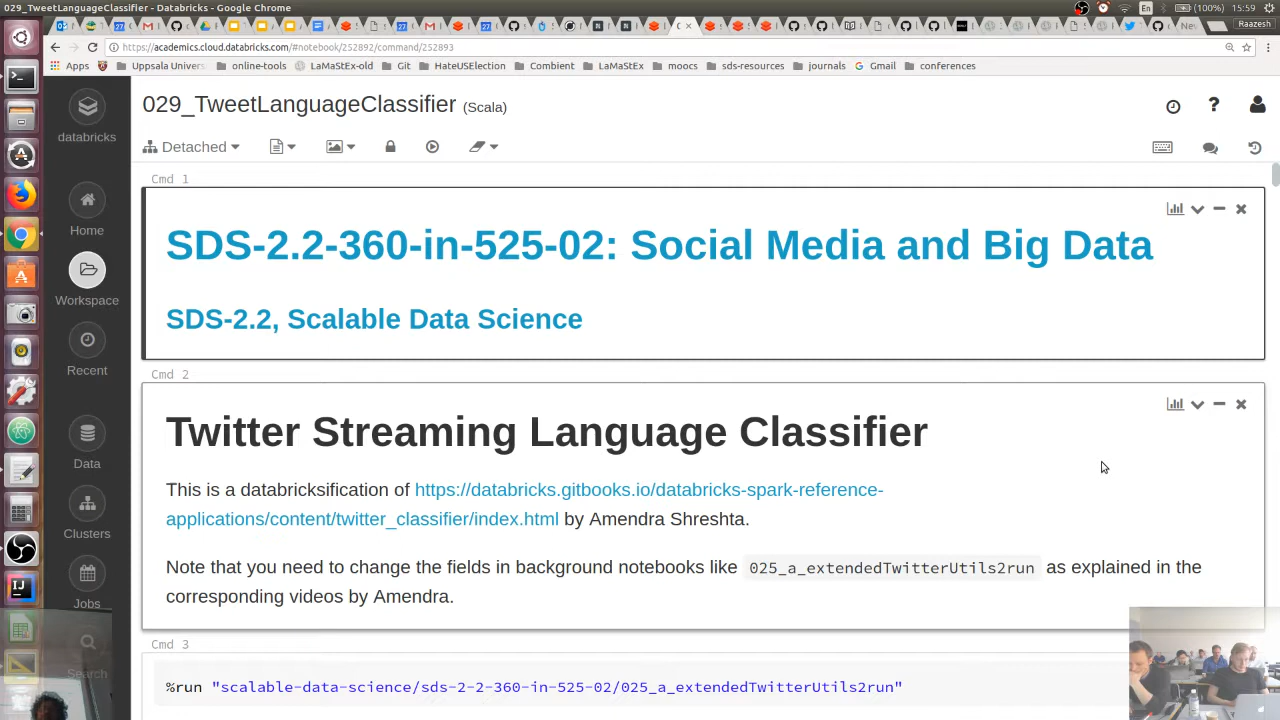 029_TweetLanguageClassifier - Databricks - Google Chrome
En (100%) 15:59
Raazesh
https://academics.cloud.databricks.com/#notebook/252892/command/252893
Apps Uppsala Univer: online-tools LaMaStEx-old Git HateUSElection Combient LaMaStEx moocs sds-resources journals Gmail conferences
029_TweetLanguageClassifier (Scala)
databricks
Detached
Home
Workspace
Recent
Data
Clusters
Jobs
Search
Cmd 1
SDS-2.2-360-in-525-02: Social Media and Big Data
SDS-2.2, Scalable Data Science
Cmd 2
Twitter Streaming Language Classifier
This is a databricksification of https://databricks.gitbooks.io/databricks-spark-reference-
applications/content/twitter_classifier/index.html by Amendra Shreshta.
Note that you need to change the fields in background notebooks like 025_a_extendedTwitterUtils2run as explained in the
corresponding videos by Amendra.
Cmd 3
%run "scalable-data-science/sds-2-2-360-in-525-02/025_a_extendedTwitterUtils2run"